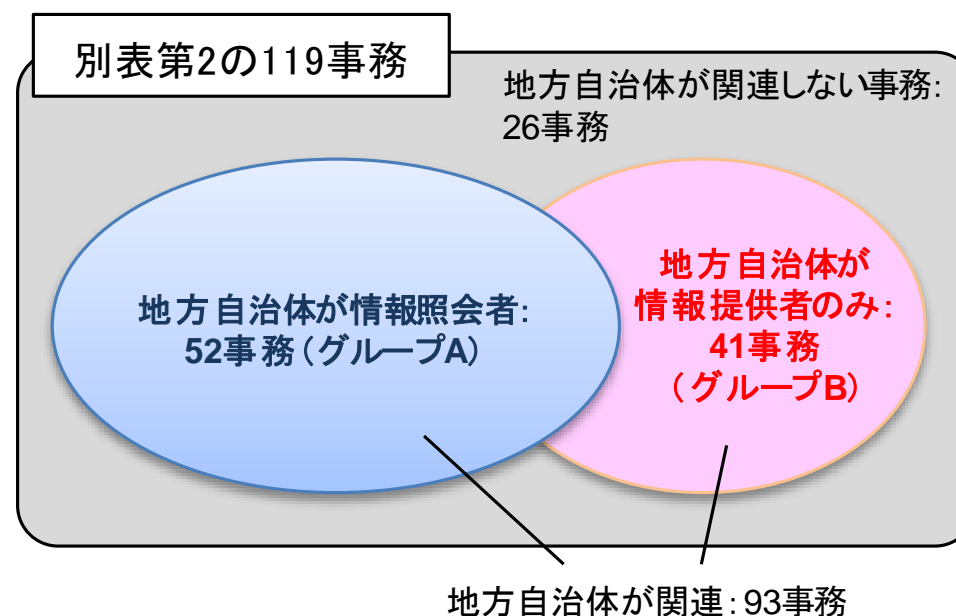 別表第2の119事務
地方自治体が関連しない事務:
26事務
地方自治体が情報照会者:
52事務(グループA)
地方自治体が
情報提供者のみ:
41事務
(グループB)
地方自治体が関連:93事務